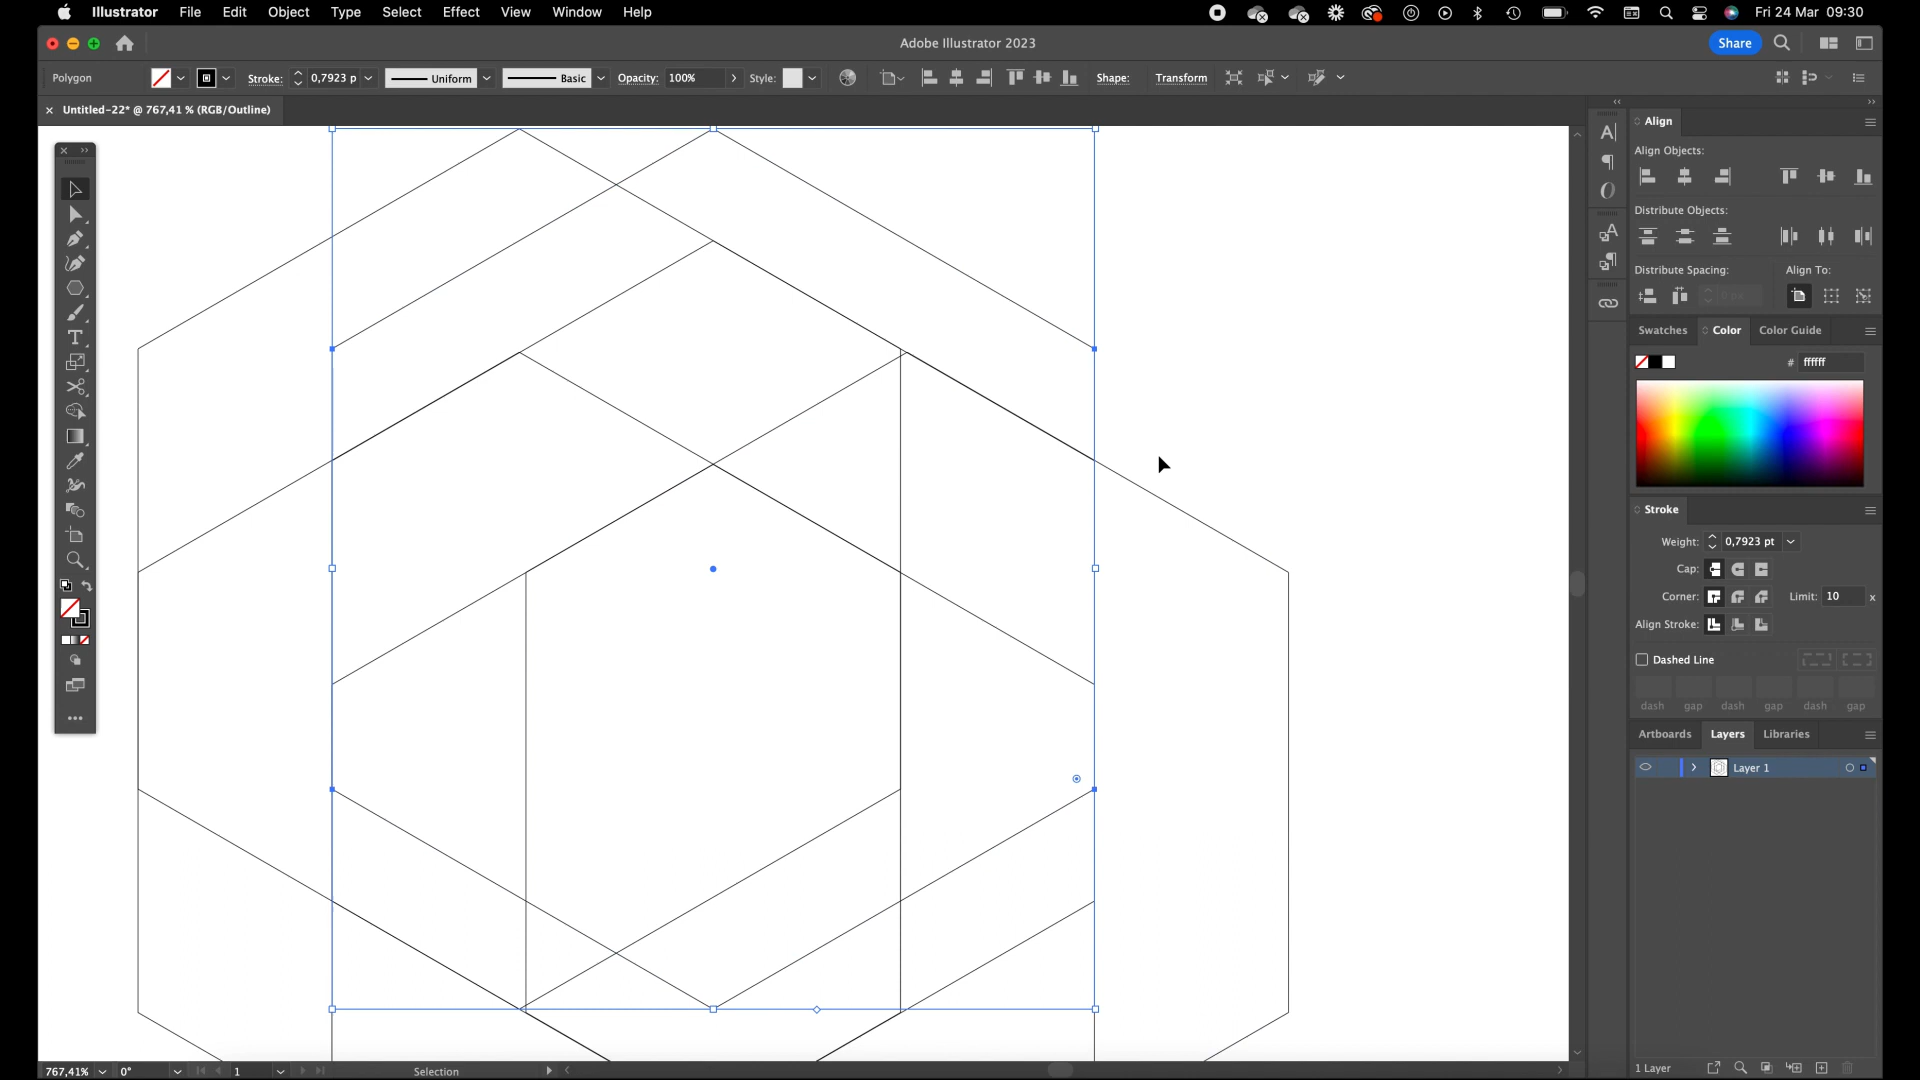 Illustrator File Edit Object Type Select Effect View Window Help Fri 24 Mar 09:30
Adobe Illustrator 2023 Share
Polygon Stroke: 0,7923 p Uniform Basic Opacity: 100% Style: Shape: Transform
× Untitled-22* @ 767,41 % (RGB/Outline)
Align
Align Objects:
Distribute Objects:
Distribute Spacing: Align To:
0 px
Swatches Color Color Guide
# ffffff
Stroke
Weight: 0,7923 pt
Cap:
Corner: Limit: 10 x
Align Stroke:
Dashed Line
dash gap dash gap dash gap
Artboards Layers Libraries
Layer 1
1 Layer
767,41% 0° 1 Selection